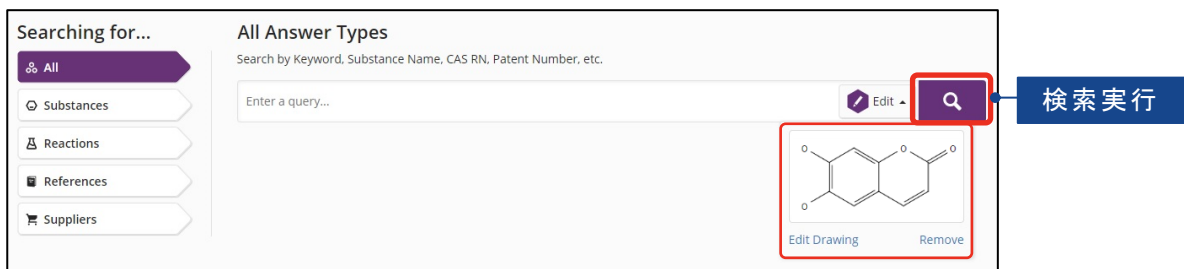 Searching for...
All
Substances
Reactions
References
Suppliers
All Answer Types
Search by Keyword, Substance Name, CAS RN, Patent Number, etc.
Enter a query...
Edit
検索実行
O
O
O
O
Edit Drawing
Remove